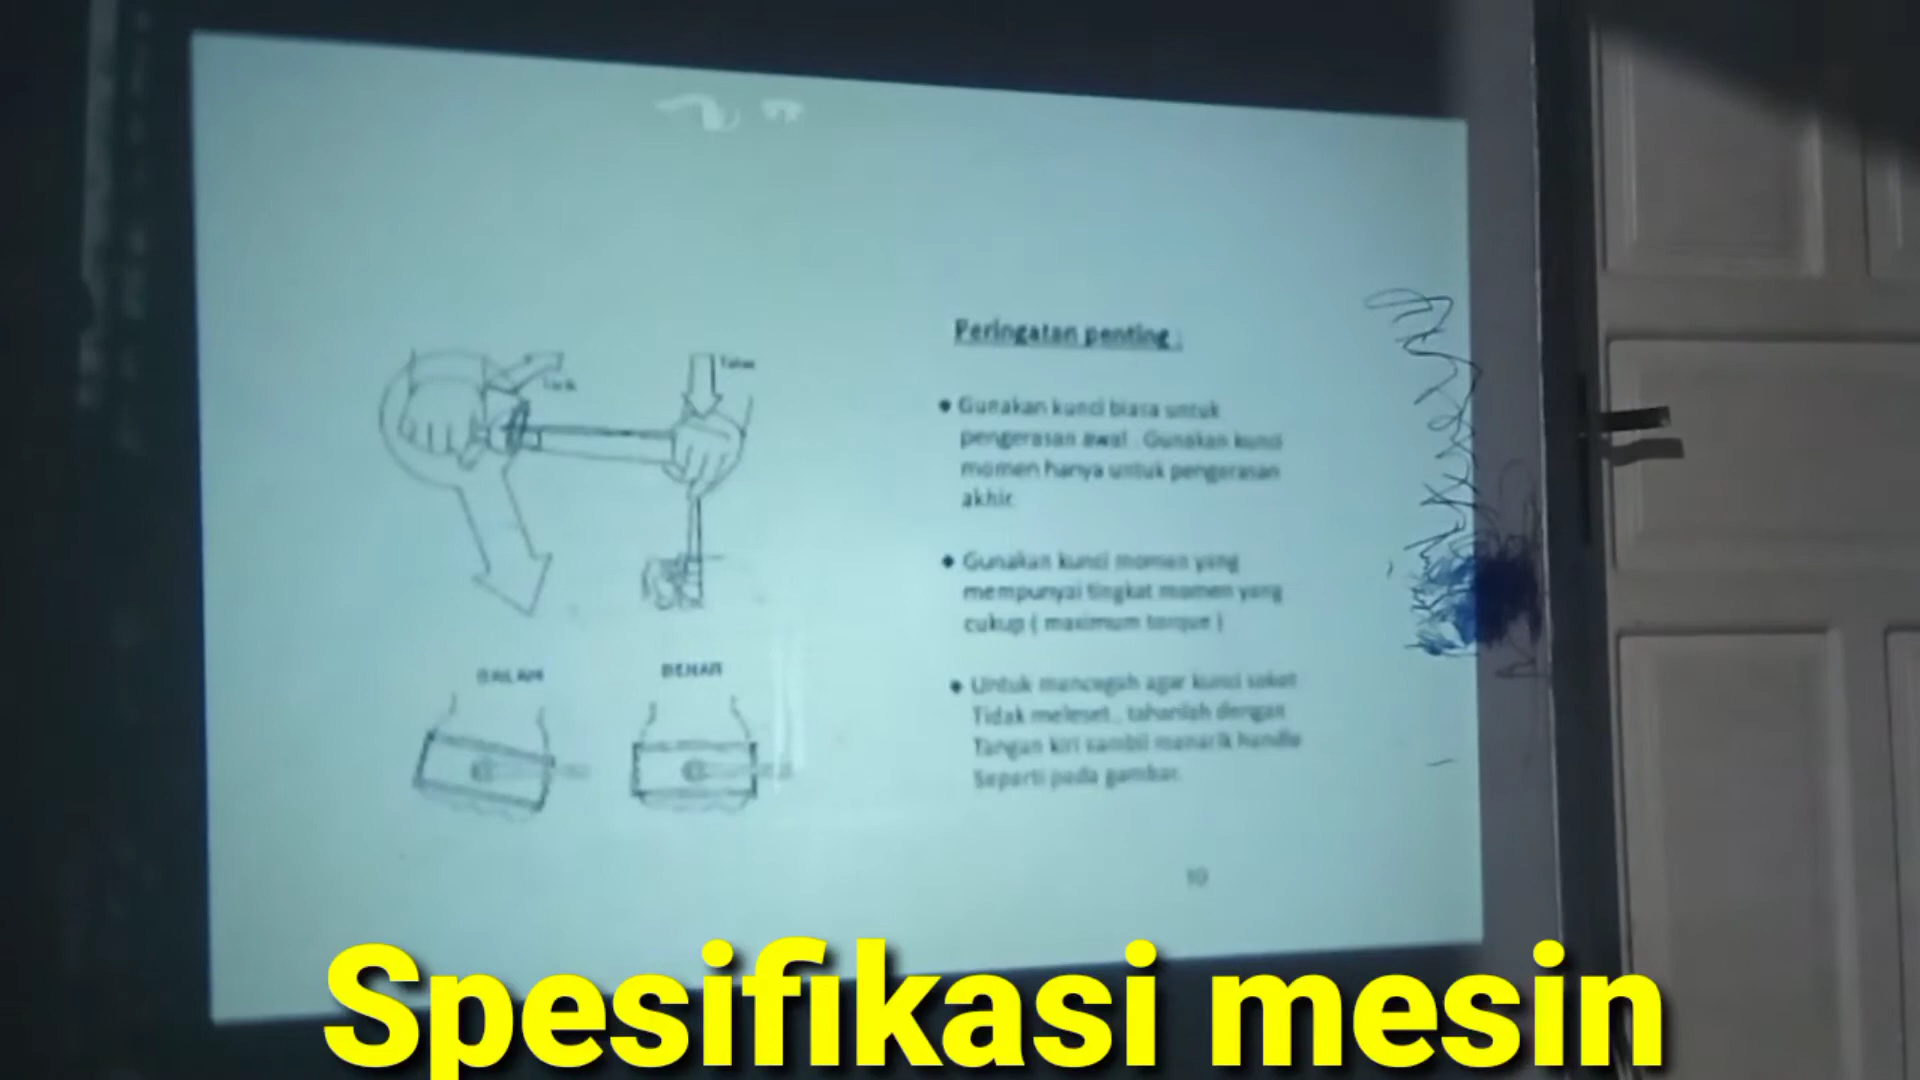 Peringatan penting :
• Gunakan kunci biasa untuk
pengerasan awal . Gunakan kunci
momen hanya untuk pengerasan
akhir.
• Gunakan kunci momen yang
mempunyai tingkat momen yang
cukup ( maximum torque )
• Untuk mencegah agar kunci soket
Tidak meleset , tahanlah dengan
Tangan kiri sambil menarik handle
Seperti pada gambar.
BENAR
10
Spesifikasi mesin